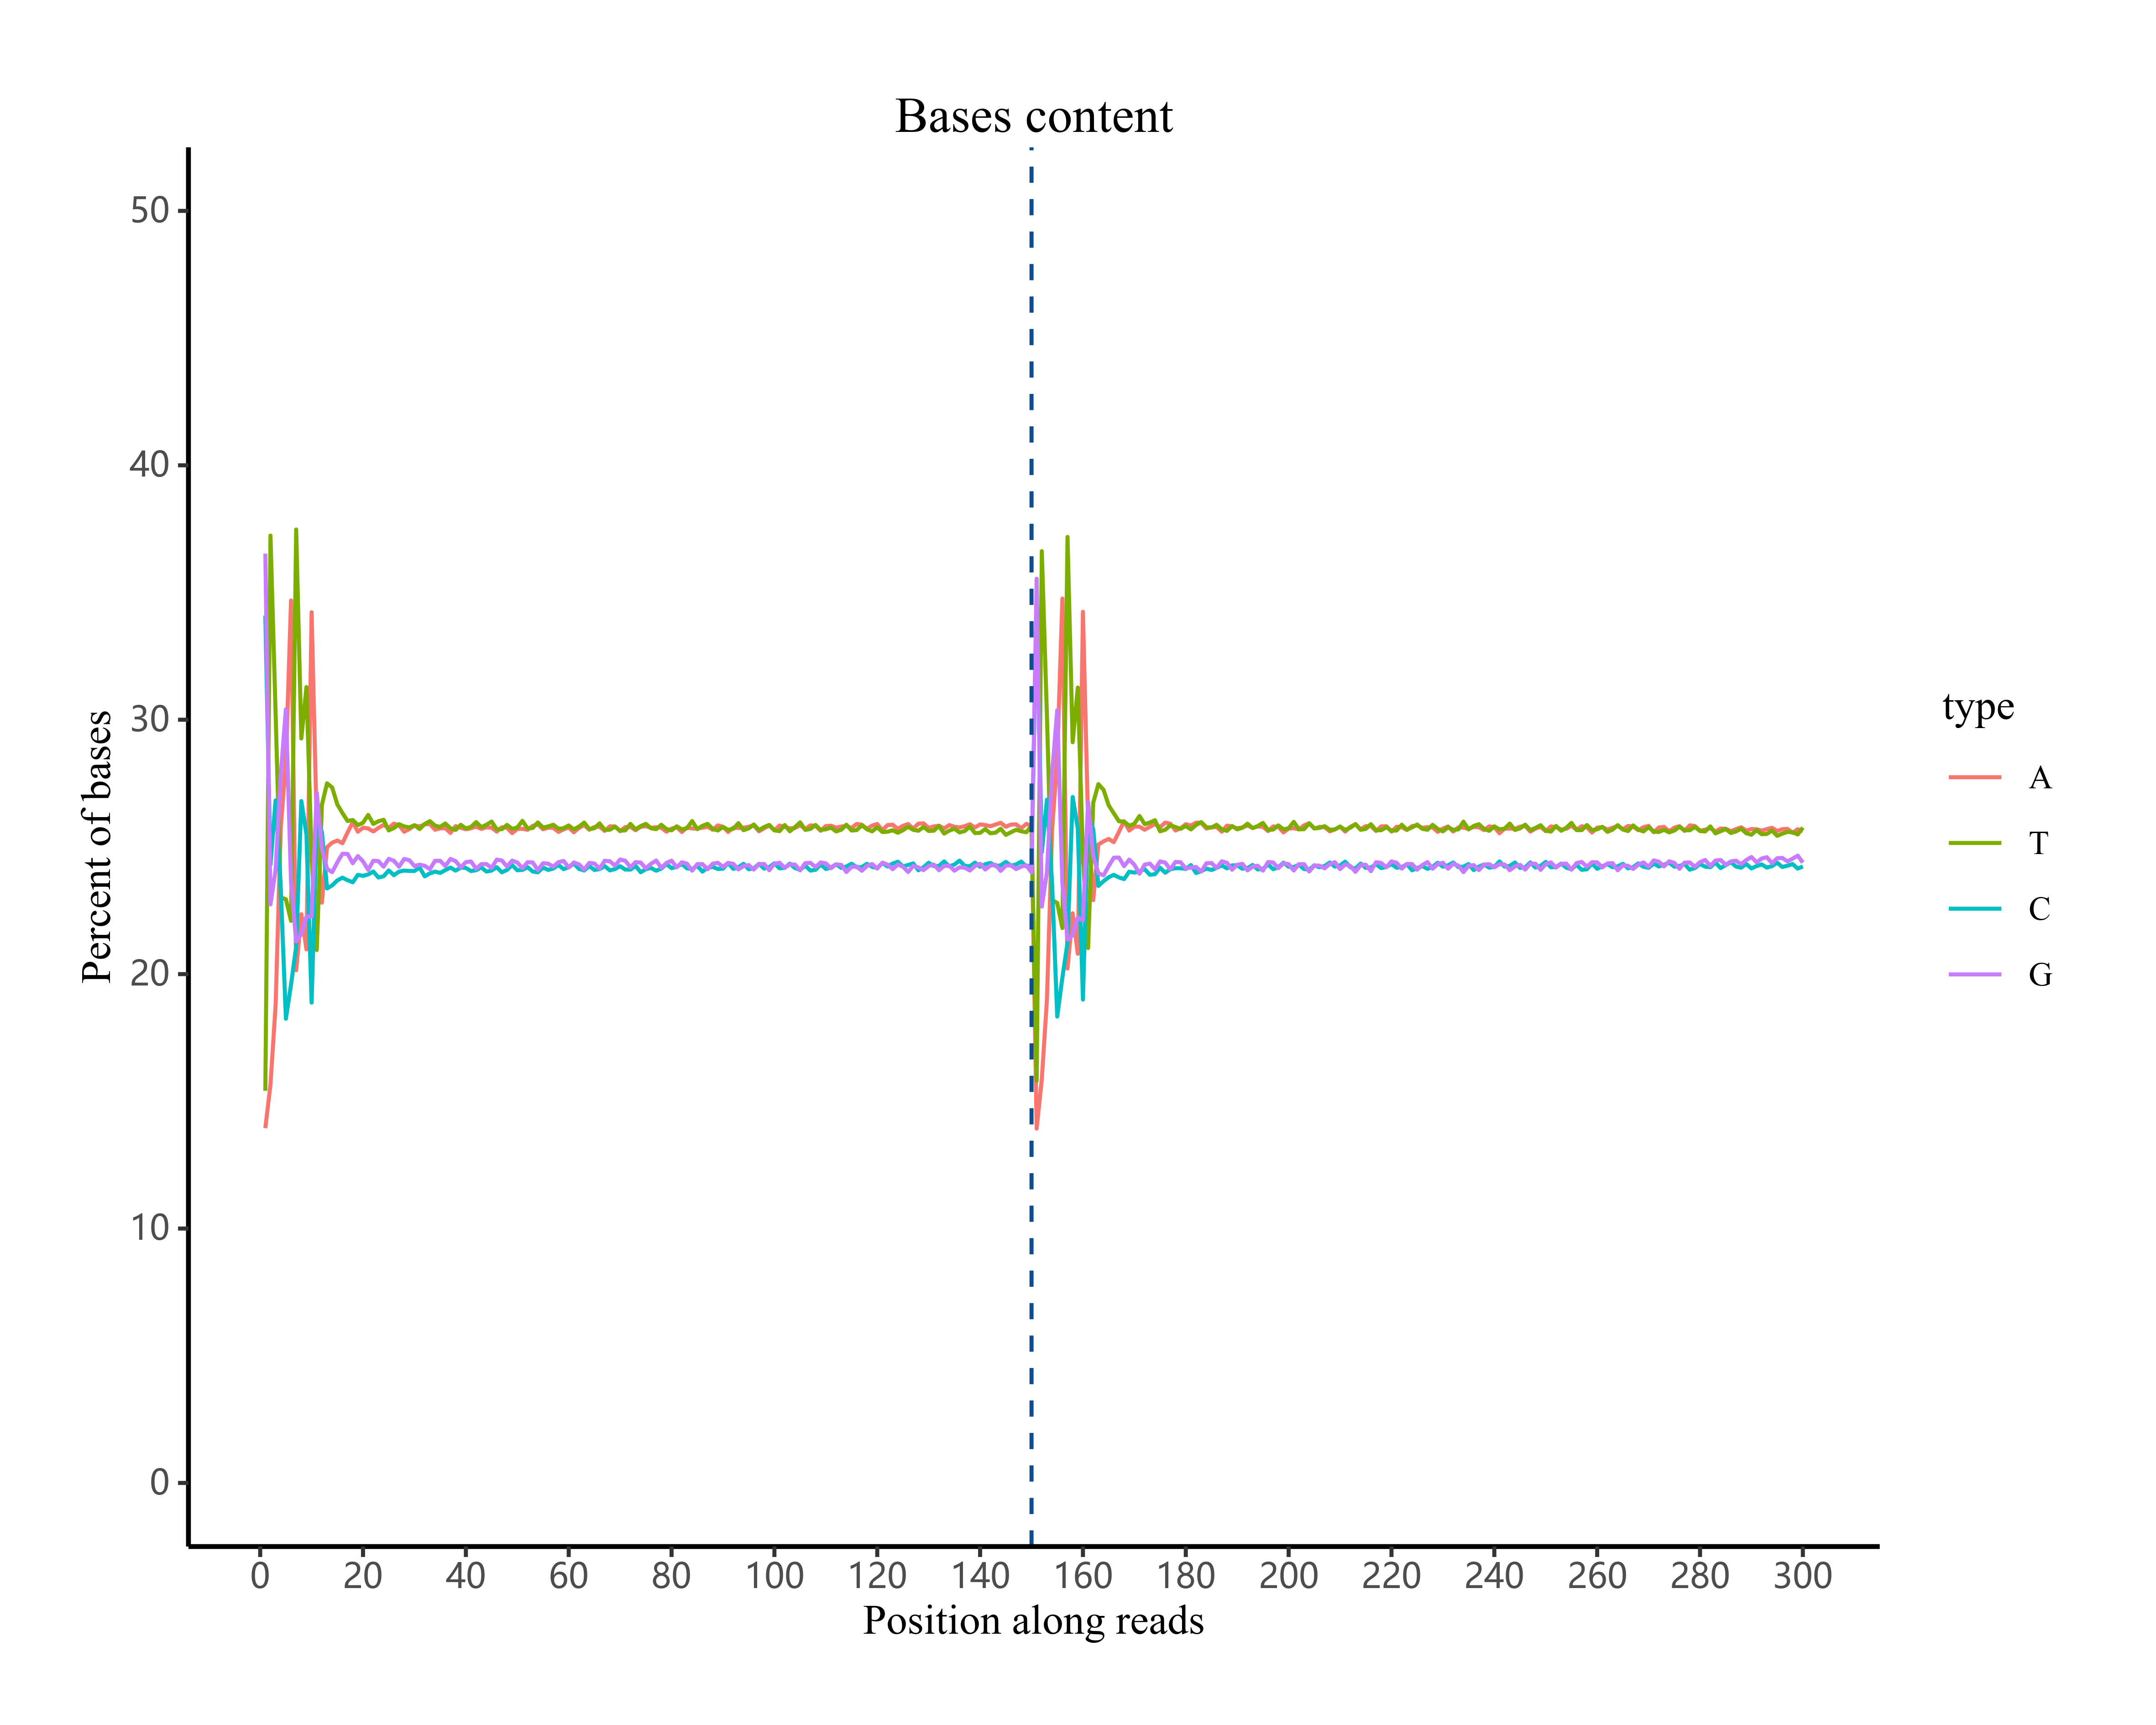 Bases content
Percent of bases
50
40
30
20
10
0
0 20 40 60 80 100 120 140 160 180 200 220 240 260 280 300
Position along reads
type
A
T
C
G